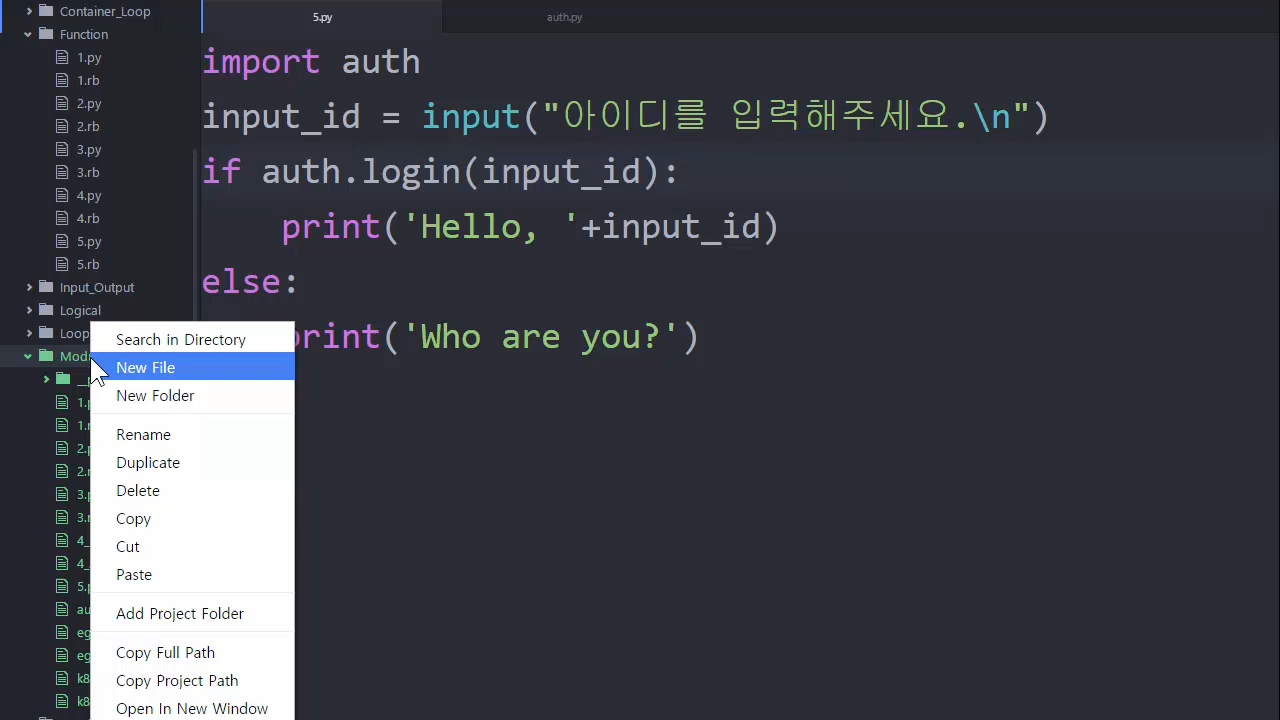 Container_Loop
Function
1.py
1.rb
2.py
2.rb
3.py
3.rb
4.py
4.rb
5.py
5.rb
Input_Output
Logical
Loop
5.py
auth.py
import auth
input_id = input("아이디를 입력해주세요.\n")
if auth.login(input_id):
print('Hello, '+input_id)
else:
print('Who are you?')
Search in Directory
New File
New Folder
Rename
Duplicate
Delete
Copy
Cut
Paste
Add Project Folder
Copy Full Path
Copy Project Path
Open In New Window